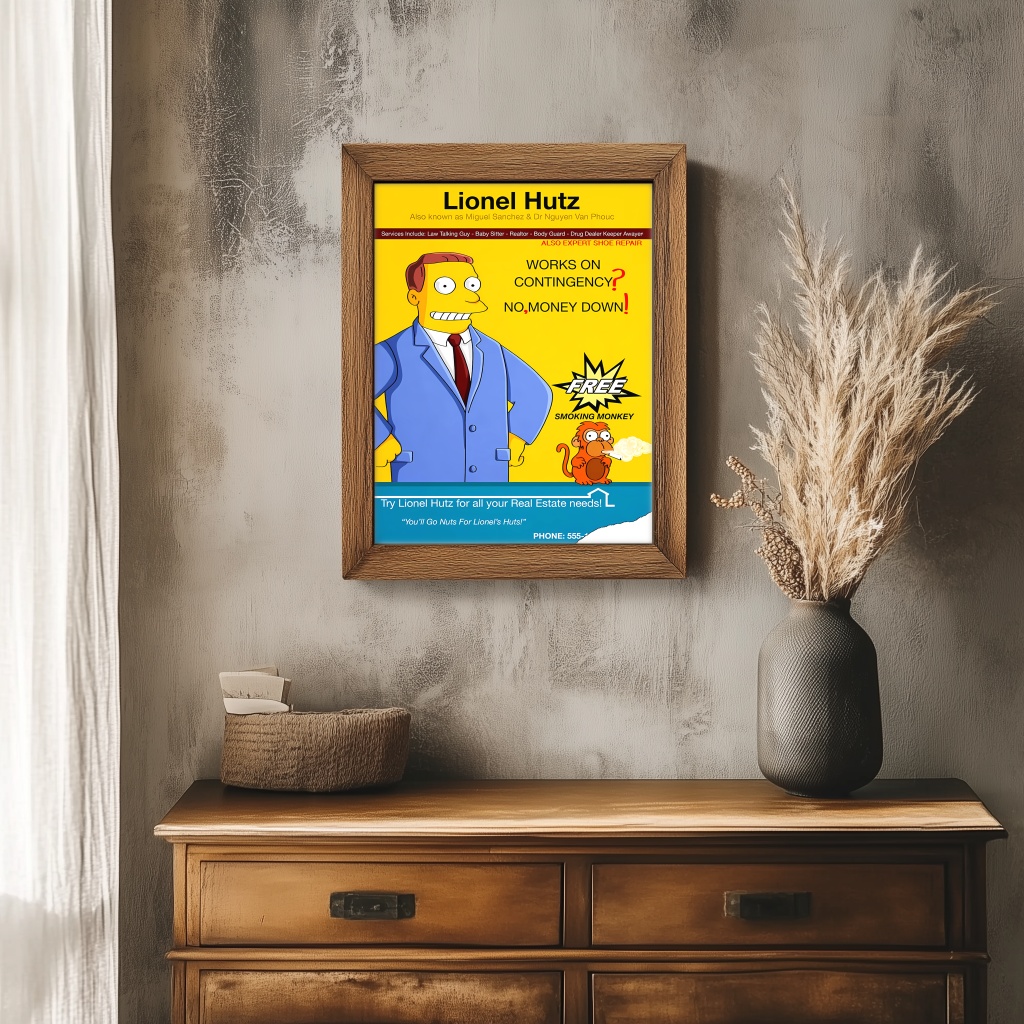 Lionel Hutz
Also known as Miguel Sanchez & Dr Nguyen Van Phouc
Services Include: Law Talking Guy - Baby Sitter - Realtor - Body Guard - Drug Dealer Keeper Awayer
ALSO EXPERT SHOE REPAIR
WORKS ON
CONTINGENCY?
NO, MONEY DOWN!
FREE
SMOKING MONKEY
Try Lionel Hutz for all your Real Estate needs!
"You'll Go Nuts For Lionel's Huts!"
PHONE: 555-